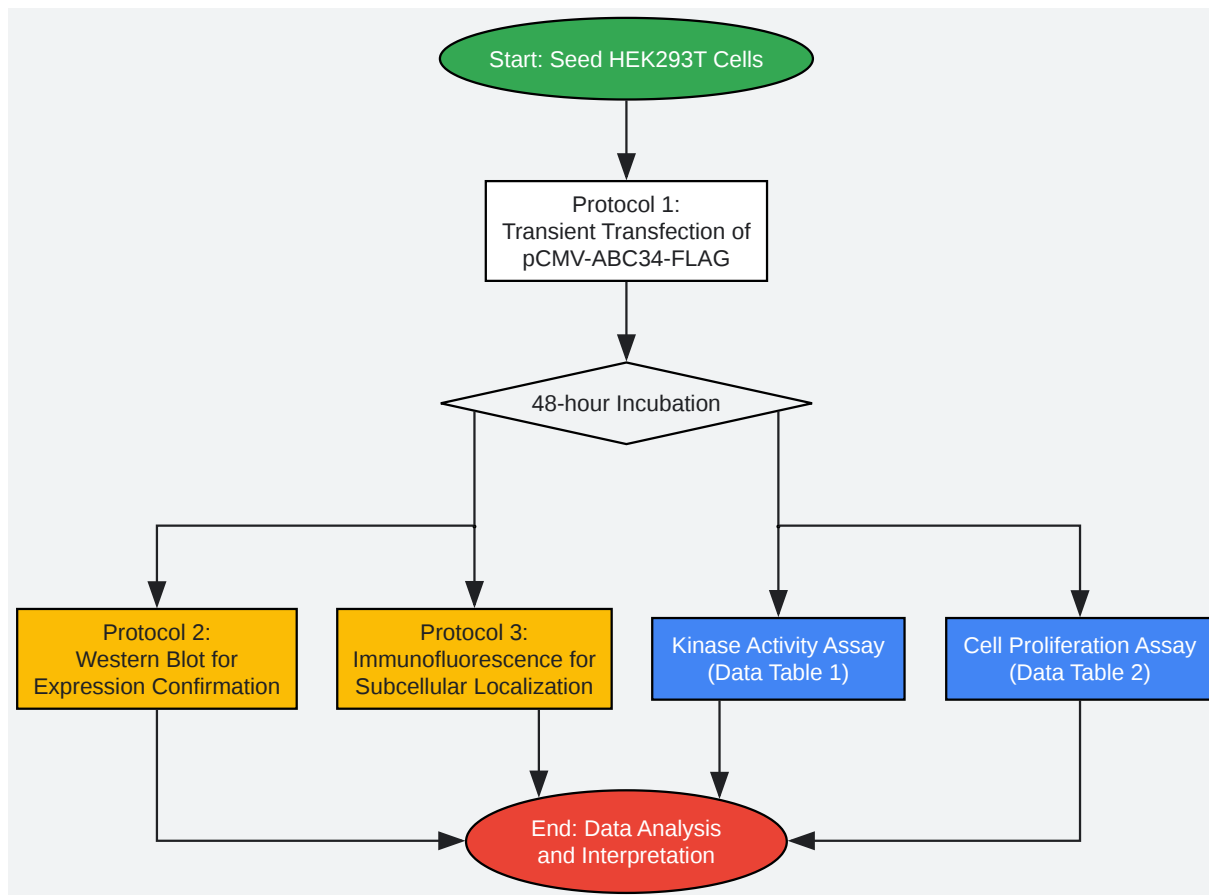 Start: Seed HEK293T Cells
Protocol 1:
Transient Transfection of
pCMV-ABC34-FLAG
48-hour Incubation
Protocol 2:
Western Blot for
Expression Confirmation
Protocol 3:
Immunofluorescence for
Subcellular Localization
Kinase Activity Assay
(Data Table 1)
Cell Proliferation Assay
(Data Table 2)
End: Data Analysis
and Interpretation